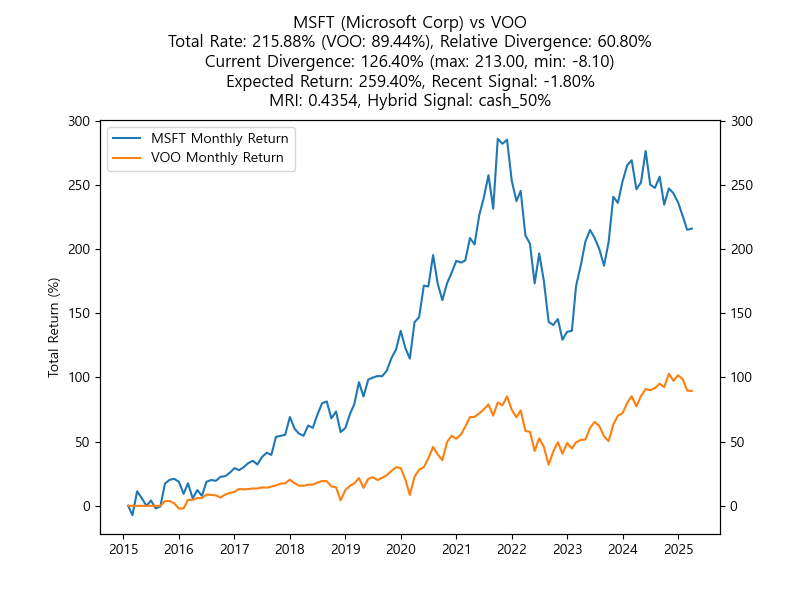 MSFT (Microsoft Corp) vs VOO
Total Rate: 215.88% (VOO: 89.44%), Relative Divergence: 60.80%
Current Divergence: 126.40% (max: 213.00, min: -8.10)
Expected Return: 259.40%, Recent Signal: -1.80%
MRI: 0.4354, Hybrid Signal: cash_50%
MSFT Monthly Return
VOO Monthly Return
Total Return (%)
300
250
200
150
100
50
0
300
250
200
150
100
50
0
2015 2016 2017 2018 2019 2020 2021 2022 2023 2024 2025